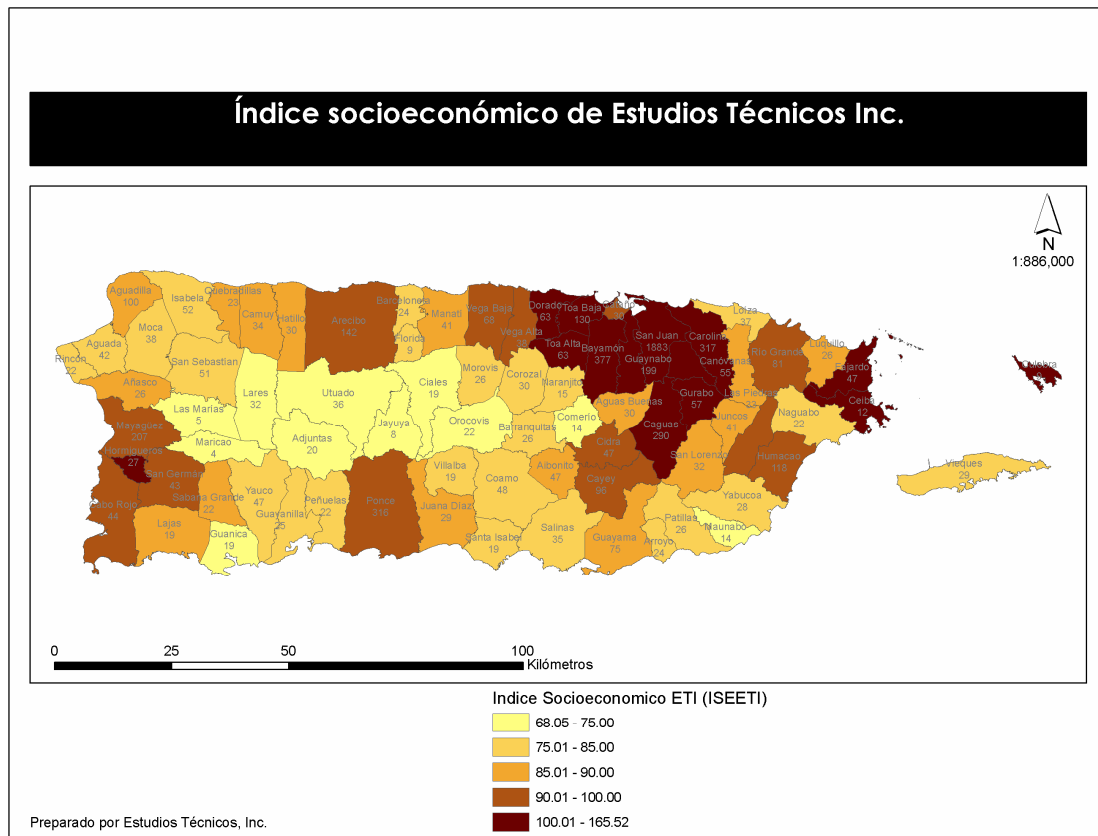 Índice socioeconómico de Estudios Técnicos Inc.
N
1:886,000
Aguadilla
100
Isabela
52
Quebradillas
23
Camuy
34
Hatillo
30
Arecibo
142
Barceloneta
24
Manatí
41
Florida
9
Vega Baja
68
Vega Alta
Dorado
63
Toa Baja
130
Toa Alta
63
Bayamón
377
San Juan
1883
Guaynabo
199
Carolina
317
Canóvanas
55
Loiza
37
Rio Grande
81
Luquillo
26
Fajardo
47
Ceiba
12
Culebra
Vieques
29
Moca
38
Aguada
42
Rincón
22
San Sebastian
51
Añasco
26
Las Marías
5
Lares
32
Utuado
36
Ciales
19
Morovis
26
Corozal
30
Naranjito
15
Aguas Buenas
30
Gurabo
57
Las Piedras
Caguas
290
Juncos
41
Naguabo
22
Humacao
118
San Lorenzo
32
Mayagüez
207
Maricao
4
Adjuntas
20
Jayuya
8
Orocovis
22
Barranquitas
26
Comerío
14
Cidra
47
Cayey
96
Aibonito
47
Hormigueros
27
San Germán
43
Cabo Rojo
44
Sabana Grande
22
Lajas
19
Guanica
19
Yauco
47
Guayanilla
25
Peñuelas
22
Ponce
316
Villalba
19
Juana Díaz
29
Coamo
48
Santa Isabel
19
Salinas
35
Guayama
75
Arroyo
24
Patillas
26
Yabucoa
28
Maunabo
14
0 25 50 100
Kilómetros
Indice Socioeconomico ETI (ISEETI)
68.05 - 75.00
75.01 - 85.00
85.01 - 90.00
90.01 - 100.00
100.01 - 165.52
Preparado por Estudios Técnicos, Inc.